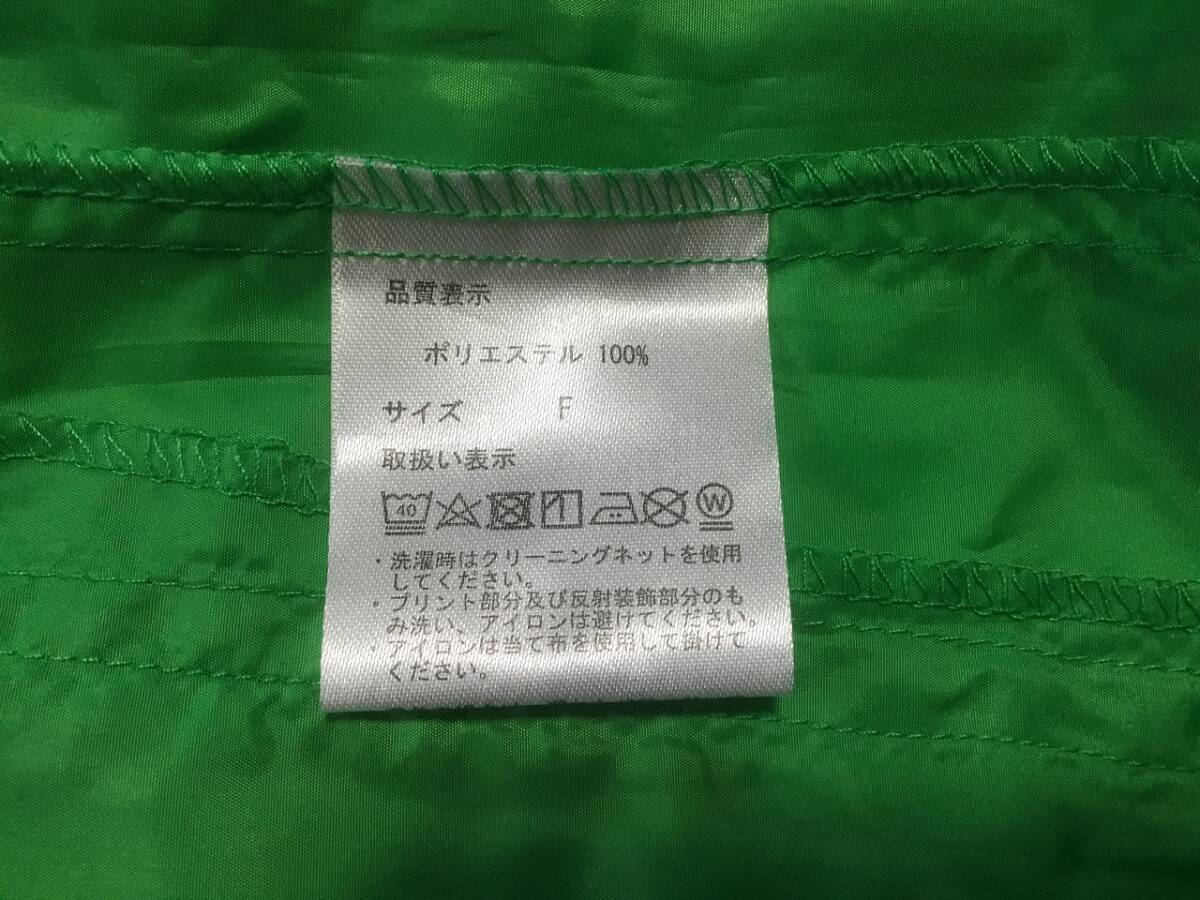 品質表示
ポリエステル 100%
サイズ F
取扱い表示
40 W
・洗濯時はクリーニングネットを使用
してください。
・プリント部分及び反射装飾部分のも
み洗い、アイロンは避けてください。
・アイロンは当て布を使用して掛けて
ください。